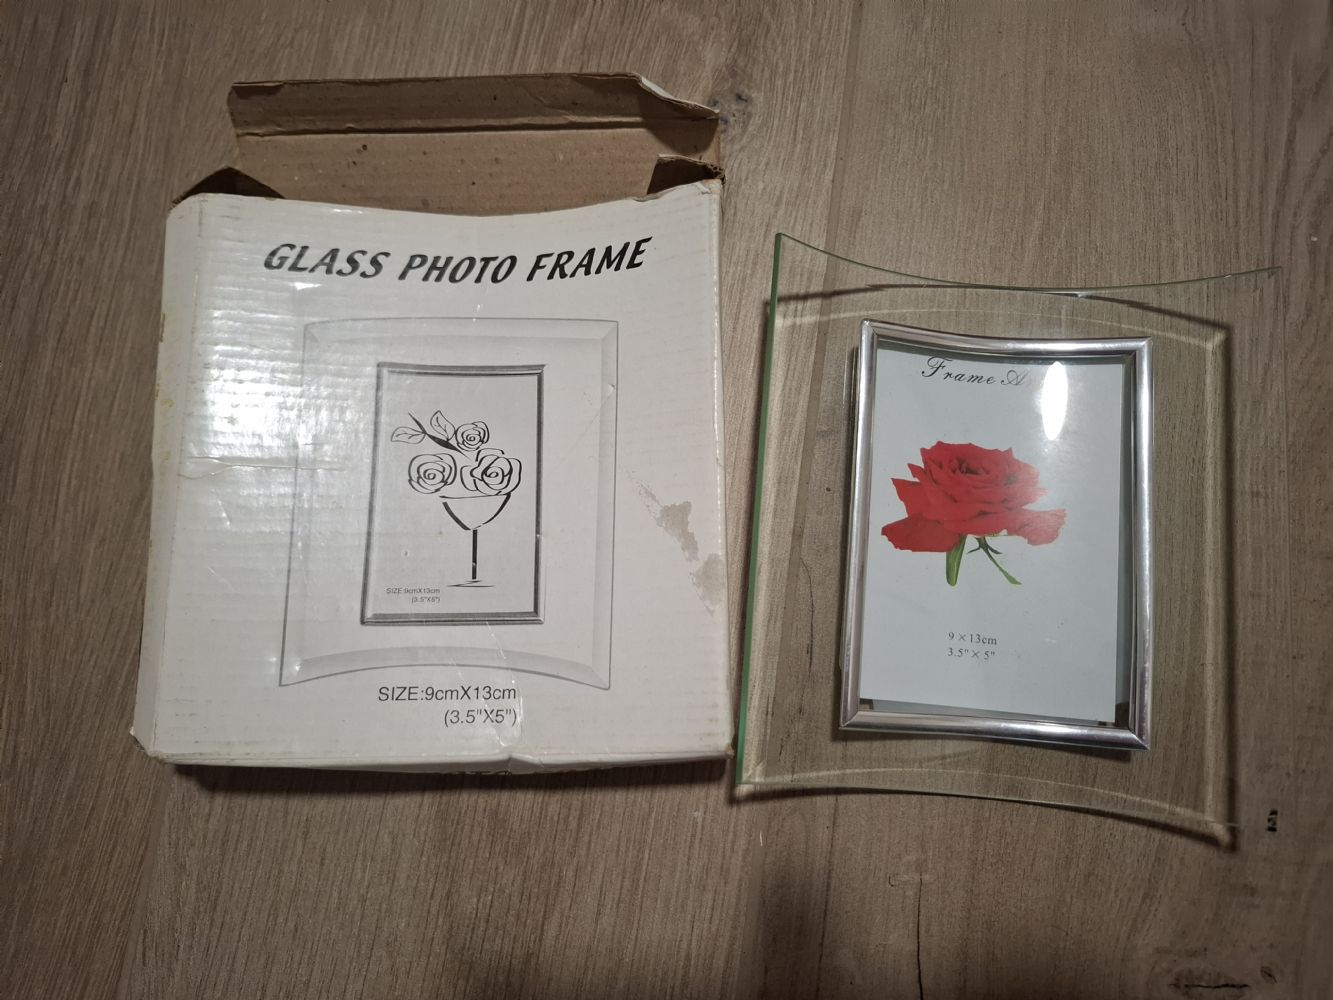 GLASS PHOTO FRAME
SIZE:9cmX13cm
(3.5"X5")
SIZE:9cmX13cm
(3.5"X5")
Frame
9×13cm
3.5"×5"